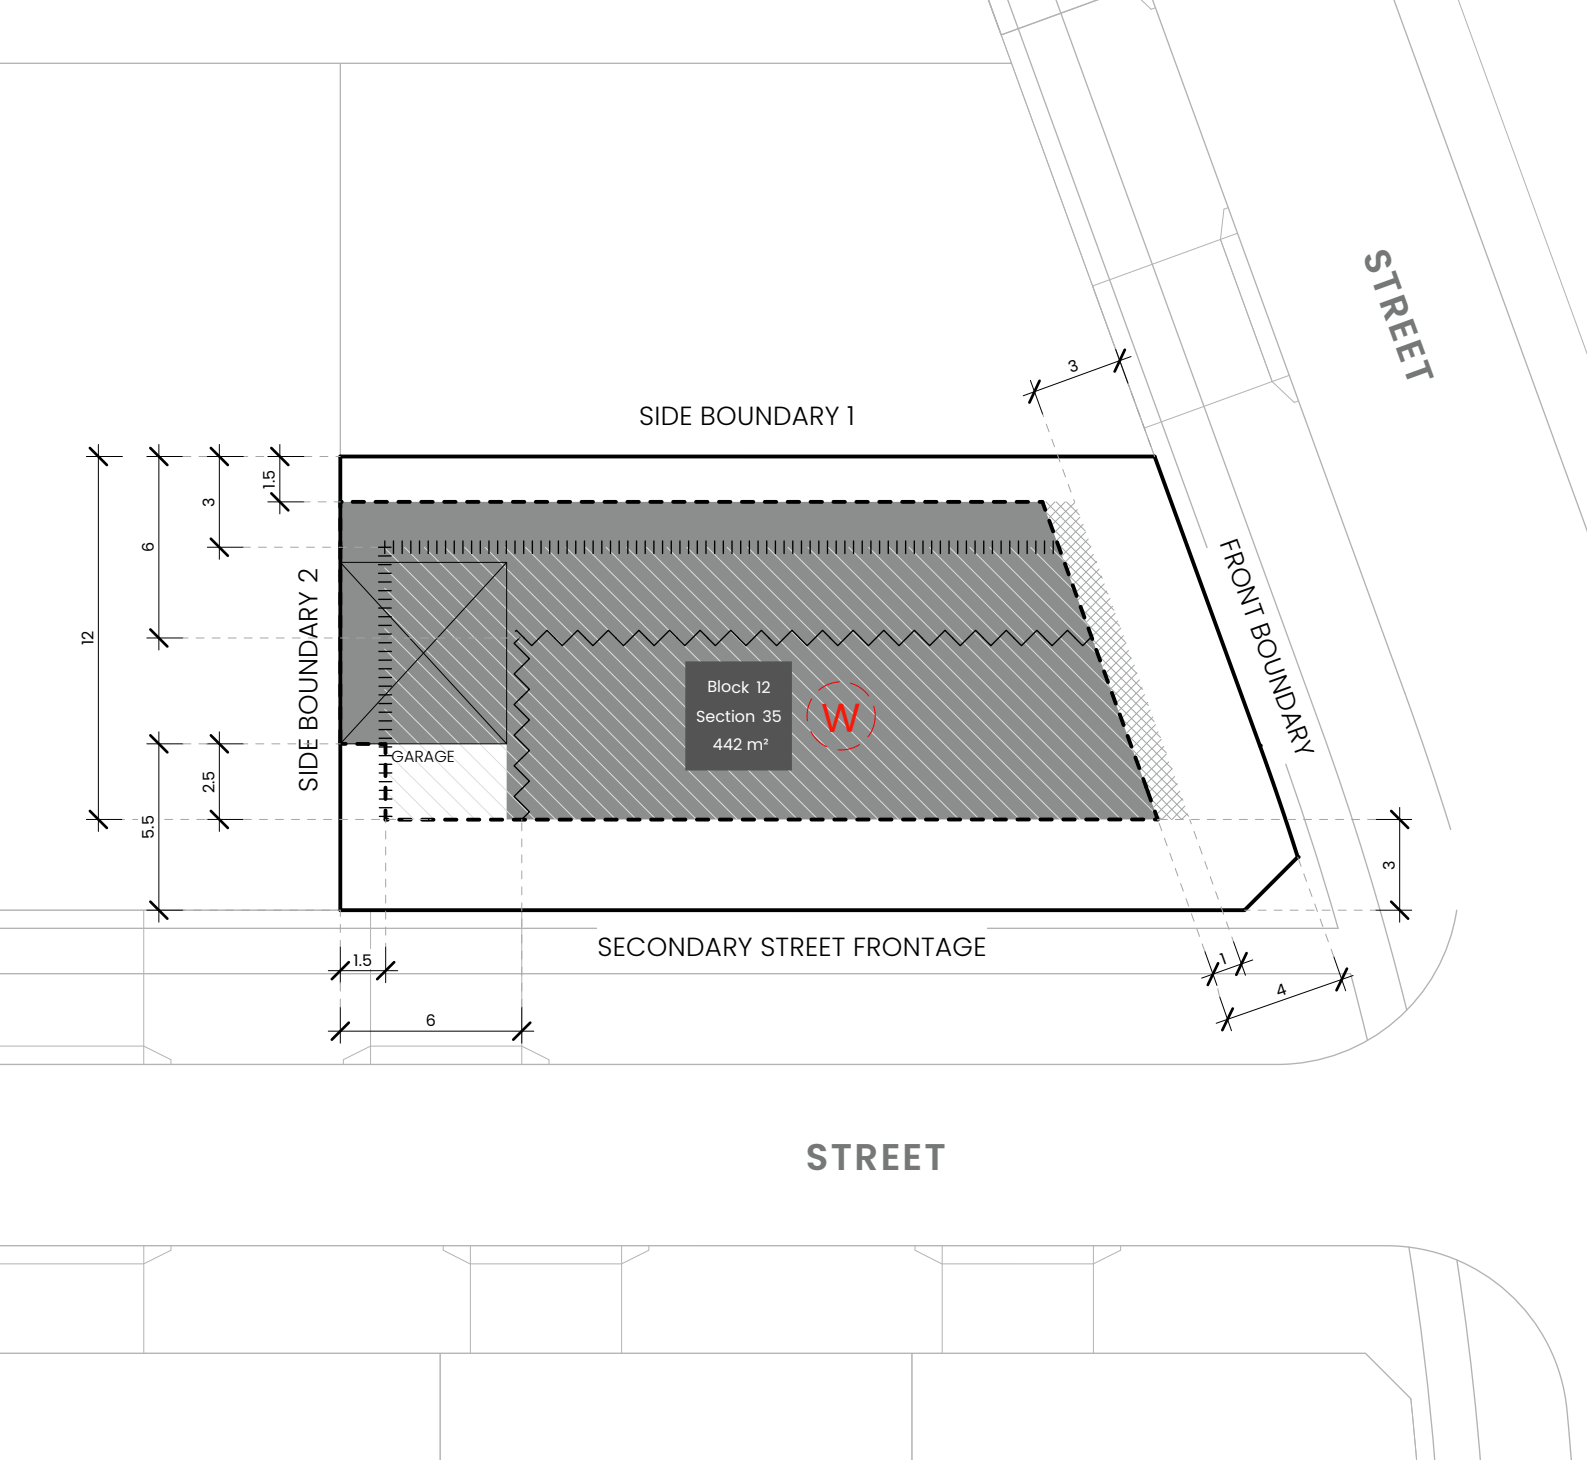 STREET
3
SIDE BOUNDARY 1
1.5
3
6
12
FRONT BOUNDARY
SIDE BOUNDARY 2
Block 12
Section 35
442 m²
W
GARAGE
2.5
5.5
3
SECONDARY STREET FRONTAGE
1.5
1
4
6
STREET